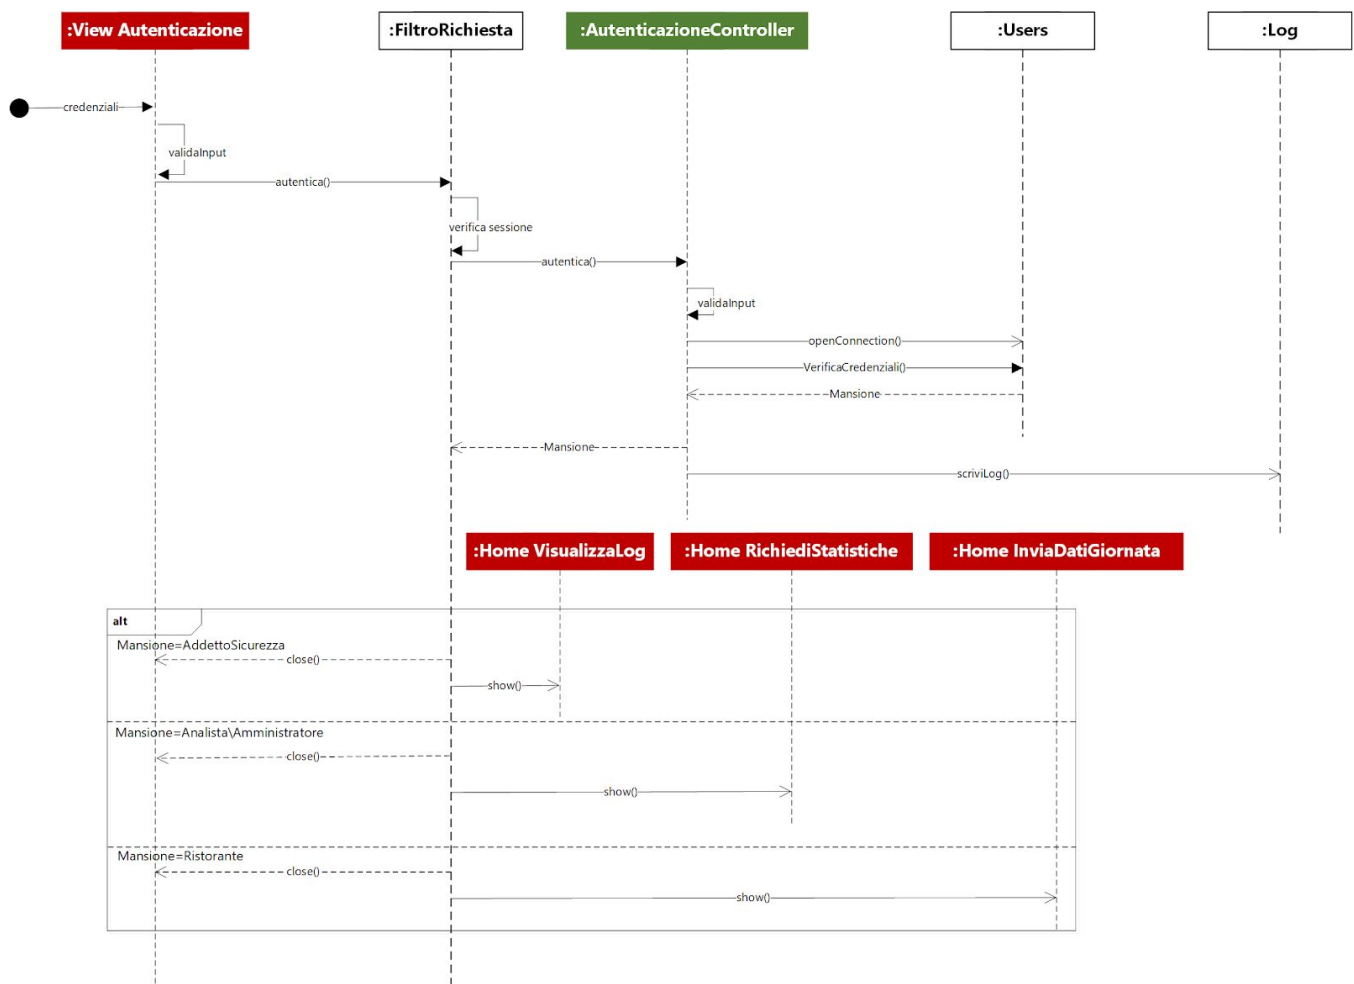 :View Autenticazione
:FiltroRichiesta
:AutenticazioneController
:Users
:Log
credenziali
validaInput
autentica()
verifica sessione
autentica()
validaInput
openConnection()
VerificaCredenziali()
Mansione
Mansione
scriviLog()
:Home VisualizzaLog
:Home RichiediStatistiche
:Home InviaDatiGiornata
alt
Mansione=AddettoSicurezza
close()
show()
Mansione=Analista\Amministratore
close()
show()
Mansione=Ristorante
close()
show()